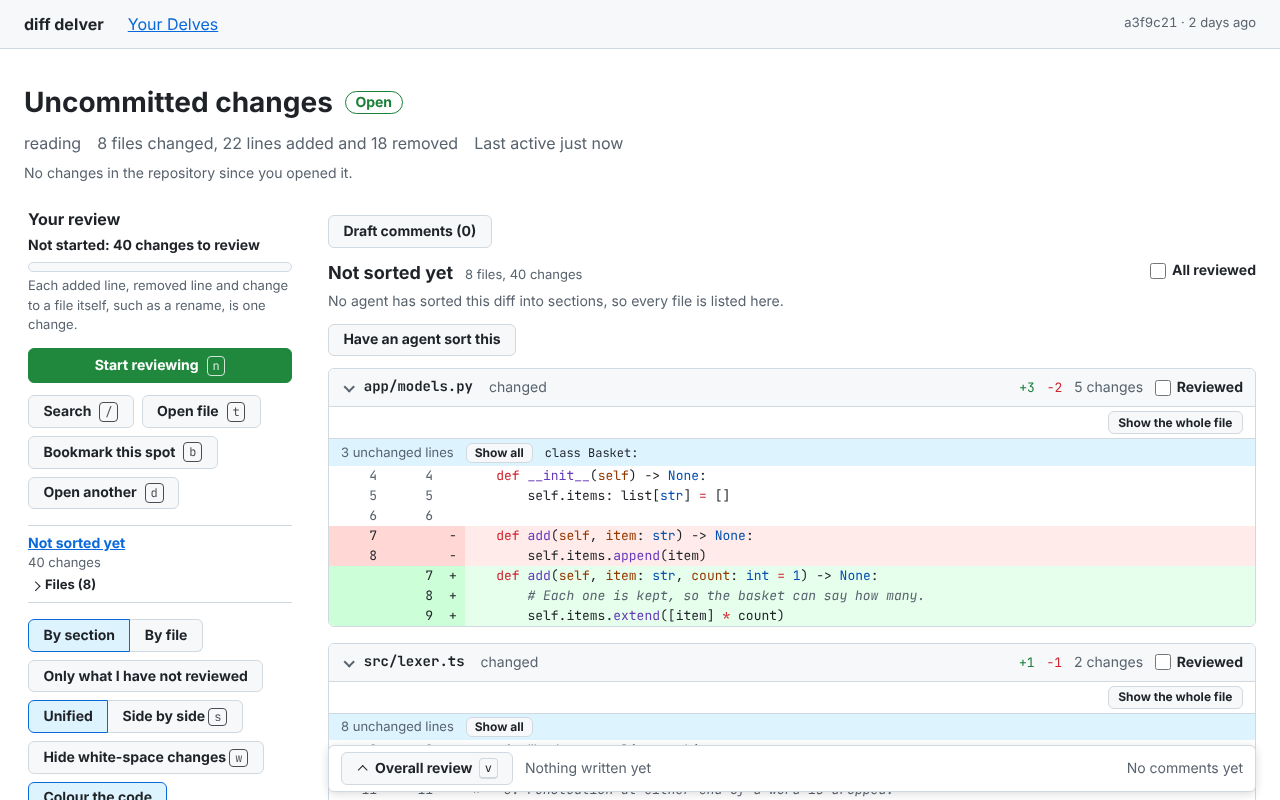 diff delver Your Delves a3f9c21 · 2 days ago
Uncommitted changes Open
reading 8 files changed, 22 lines added and 18 removed Last active just now
No changes in the repository since you opened it.
Your review
Not started: 40 changes to review
Each added line, removed line and change
to a file itself, such as a rename, is one
change.
Start reviewing n
Search / Open file t
Bookmark this spot b
Open another d
Not sorted yet
40 changes
Files (8)
By section By file
Only what I have not reviewed
Unified Side by side s
Hide white-space changes w
Colour the code
Draft comments (0)
Not sorted yet 8 files, 40 changes All reviewed
No agent has sorted this diff into sections, so every file is listed here.
Have an agent sort this
app/models.py changed +3 -2 5 changes Reviewed
Show the whole file
3 unchanged lines Show all class Basket:
4 4 def __init__(self) -> None:
5 5 self.items: list[str] = []
6 6
7 - def add(self, item: str) -> None:
8 - self.items.append(item)
7 + def add(self, item: str, count: int = 1) -> None:
8 + # Each one is kept, so the basket can say how many.
9 + self.items.extend([item] * count)
src/lexer.ts changed +1 -1 2 changes Reviewed
Show the whole file
8 unchanged lines Show all
Overall review v Nothing written yet No comments yet